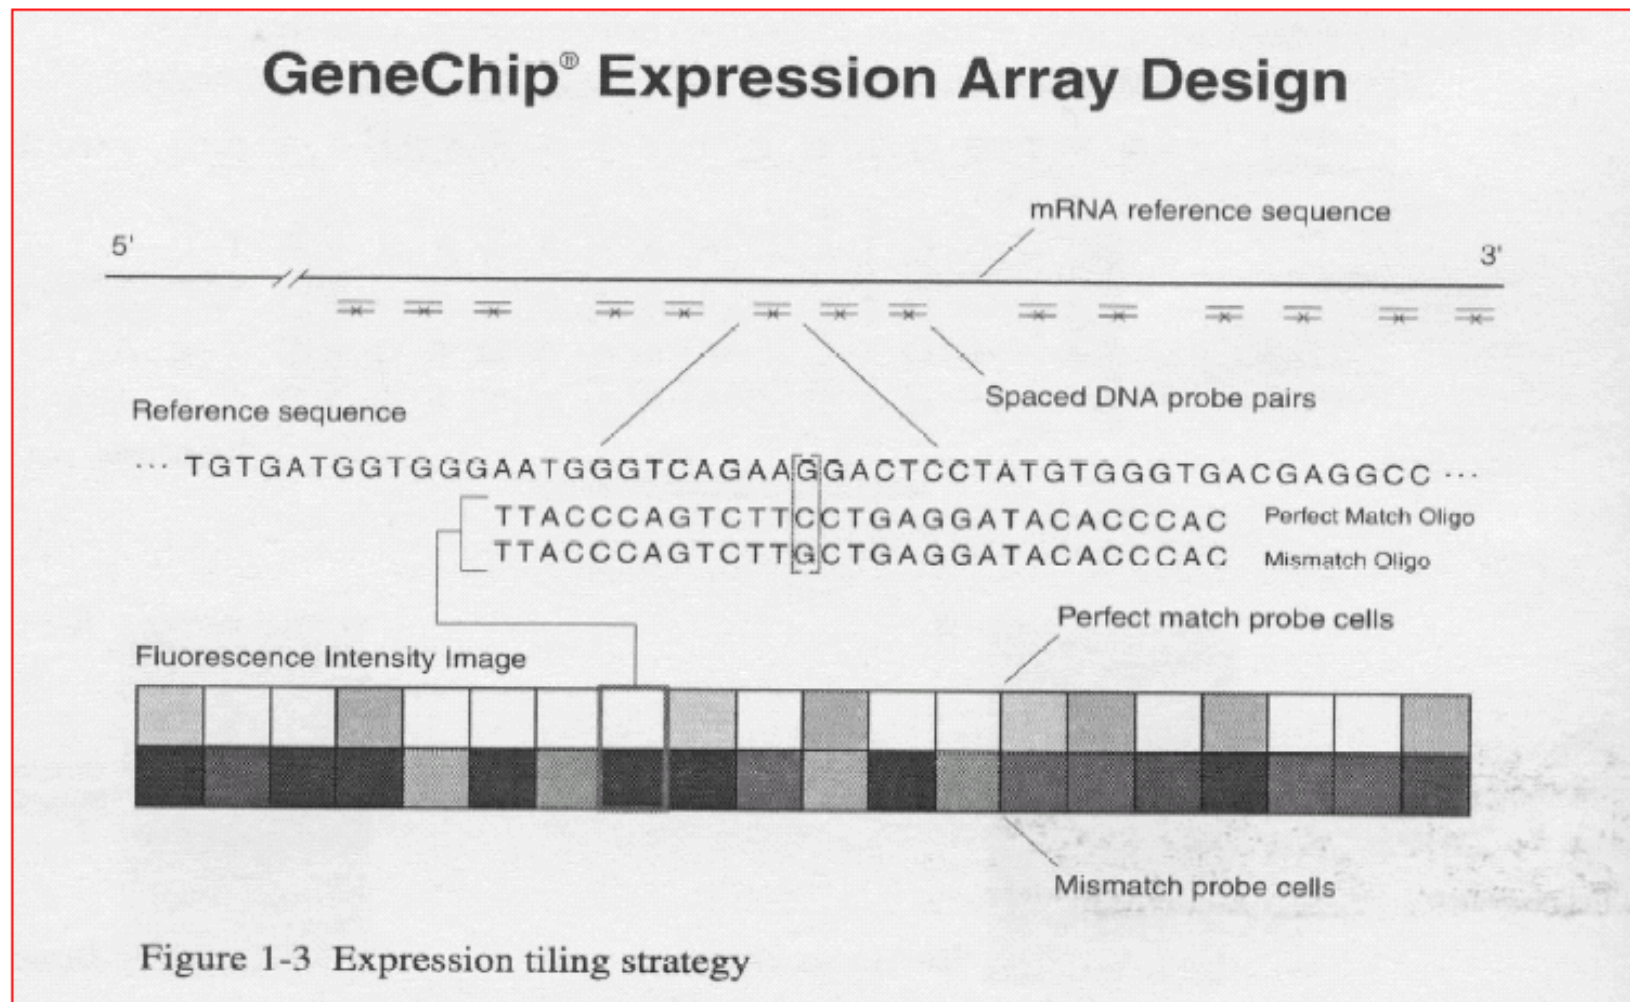 GeneChip® Expression Array Design
mRNA reference sequence
5'
3'
Spaced DNA probe pairs
Reference sequence
··· TGTGATGGTGGGAATGGGTCAGAAGGACTCCTATGTGGGTGACGAGGCC ···
TTACCCAGTCTTCCTGAGGATACACCCAC Perfect Match Oligo
TTACCCAGTCTTGCTGAGGATACACCCAC Mismatch Oligo
Perfect match probe cells
Fluorescence Intensity Image
Mismatch probe cells
Figure 1-3 Expression tiling strategy